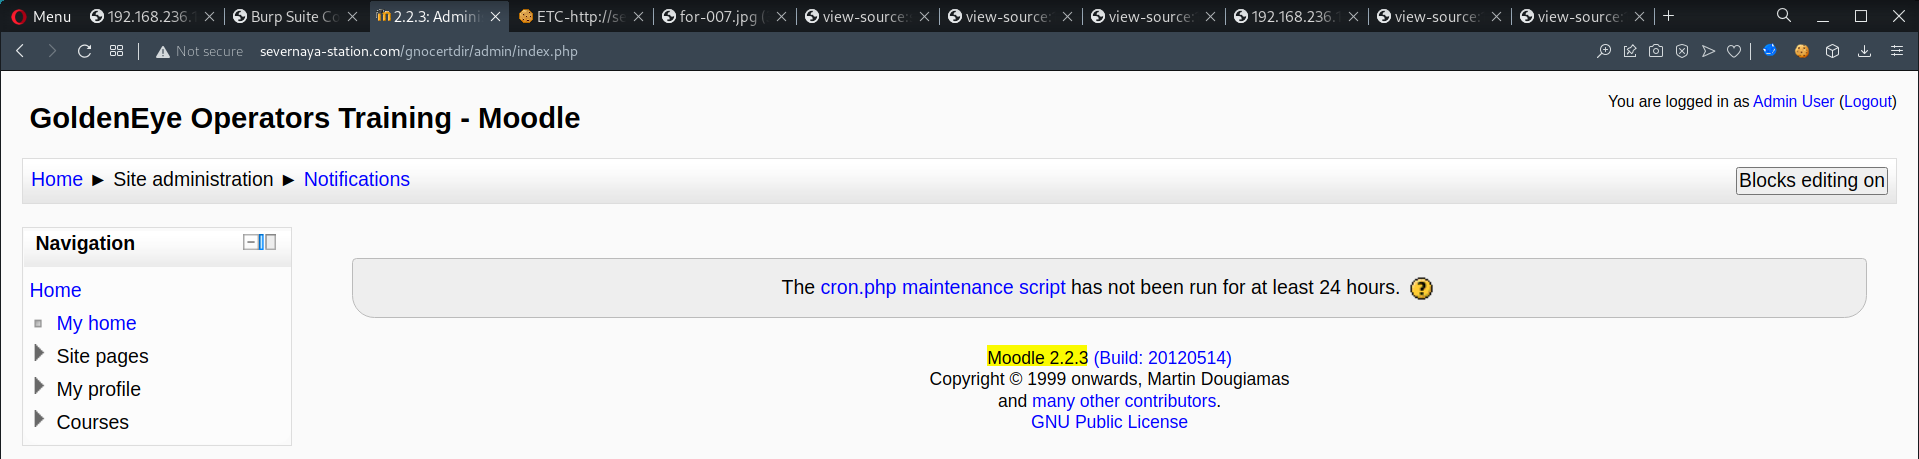 Menu 192.168.236.1 Burp Suite Co 2.2.3: Admini ETC-http://se for-007.jpg ( view-source: view-source: view-source: 192.168.236.1 view-source: view-source:
Not secure severnaya-station.com/gnocertdir/admin/index.php
You are logged in as Admin User (Logout)
GoldenEye Operators Training - Moodle
Home ► Site administration ► Notifications Blocks editing on
Navigation
Home
My home
Site pages
My profile
Courses
The cron.php maintenance script has not been run for at least 24 hours.
Moodle 2.2.3 (Build: 20120514)
Copyright © 1999 onwards, Martin Dougiamas
and many other contributors.
GNU Public License